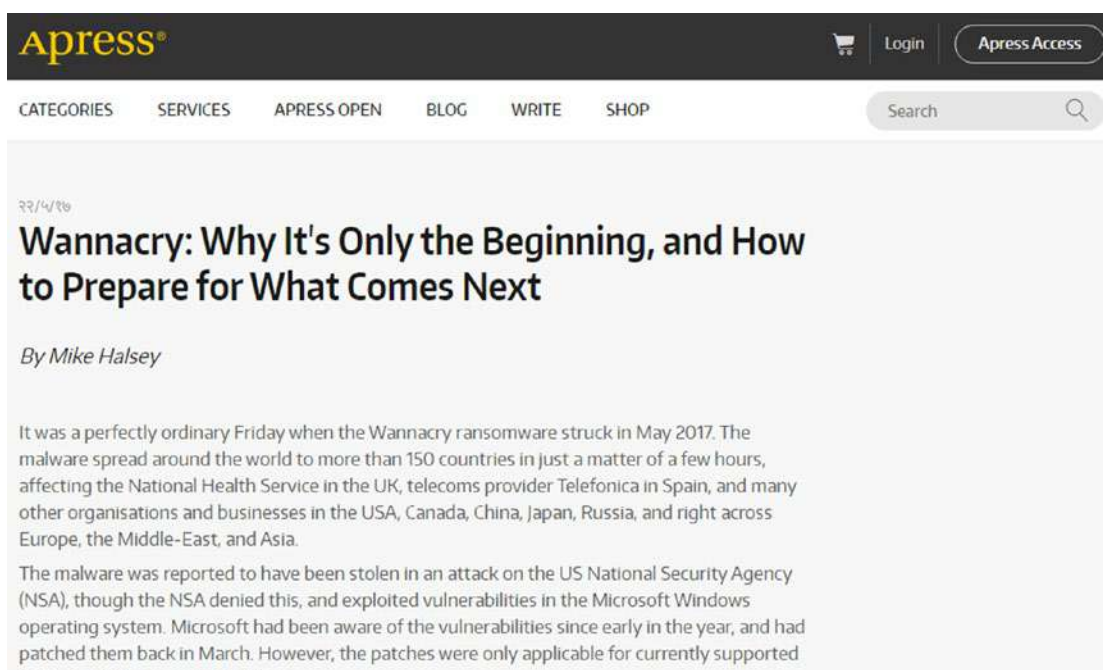 Apress®
Login
Apress Access
CATEGORIES SERVICES APRESS OPEN BLOG WRITE SHOP
Search
२२/५/१७
Wannacry: Why It's Only the Beginning, and How
to Prepare for What Comes Next
By Mike Halsey
It was a perfectly ordinary Friday when the Wannacry ransomware struck in May 2017. The
malware spread around the world to more than 150 countries in just a matter of a few hours,
affecting the National Health Service in the UK, telecoms provider Telefonica in Spain, and many
other organisations and businesses in the USA, Canada, China, Japan, Russia, and right across
Europe, the Middle-East, and Asia.
The malware was reported to have been stolen in an attack on the US National Security Agency
(NSA), though the NSA denied this, and exploited vulnerabilities in the Microsoft Windows
operating system. Microsoft had been aware of the vulnerabilities since early in the year, and had
patched them back in March. However, the patches were only applicable for currently supported